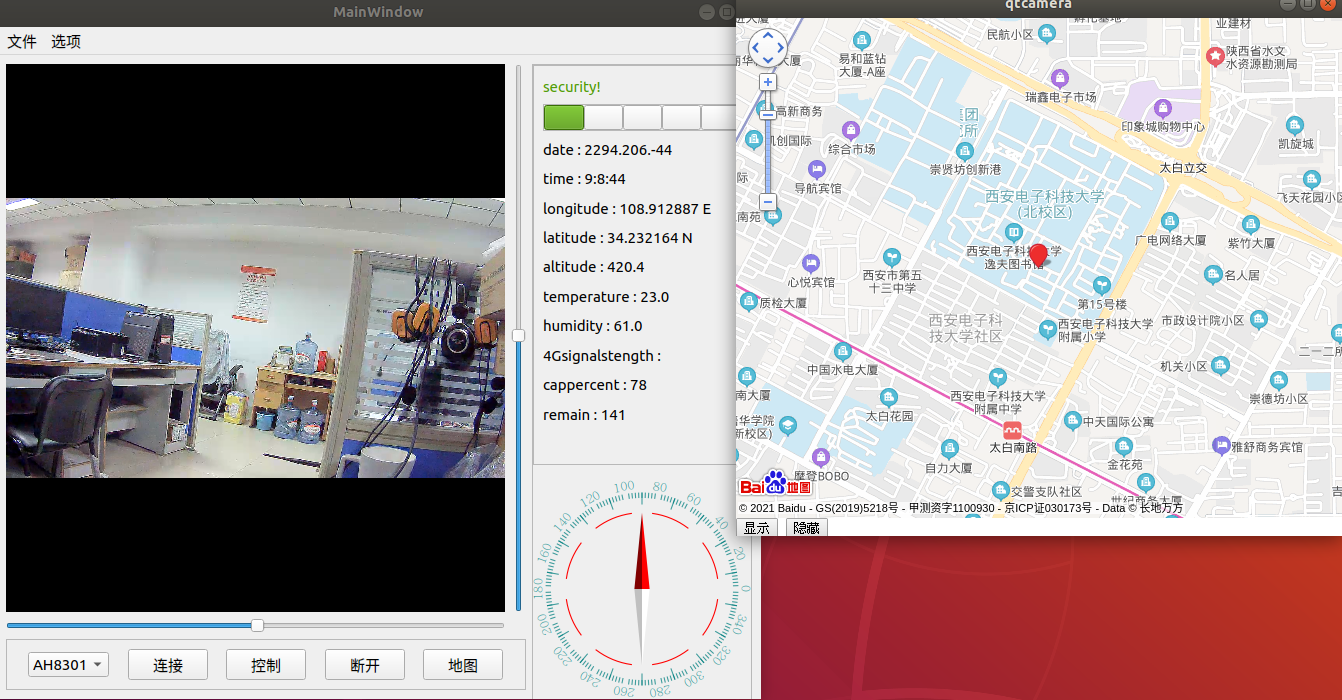 MainWindow
文件 选项
security!
date : 2294.206.-44
time : 9:8:44
longitude : 108.912887 E
latitude : 34.232164 N
altitude : 420.4
temperature : 23.0
humidity : 61.0
4Gsignalstength :
cappercent : 78
remain : 141
100 80
120 60
140 40
160 20
180 0
200 340
220 320
240 300
260 280
AH8301
连接
控制
断开
地图
qtcamera
民航小区
业建材
易和蓝钻
大厦-A座
陕西省水文
水资源勘测局
瑞鑫电子市场
高新商务
印象城购物中心
凯旋城
凯创国际
综合市场
崇贤坊创新港
太白立交
导航宾馆
飞天花园小区
西安电子科技大学
(北校区)
南苑
广电网络大厦
紫竹大厦
逸夫图书馆
西安市第五
十三中学
心悦宾馆
名人居
质检大厦
第15号楼
西安电子科
技大学社区
西安电子科技大学
附属小学
市政设计院小区
中国水电大厦
机关小区
南大厦
西安电子科技大学
附属中学
崇德坊小区
太白花园
中天国际公寓
华学院
新校区)
太白南路
雅舒商务宾馆
自力大厦
金花苑
摩登BOBO
交警支队社区
世纪商务大厦
Bai du 地图
© 2021 Baidu - GS(2019)5218号 - 甲测资字1100930 - 京ICP证030173号 - Data © 长地万方
显示 隐藏